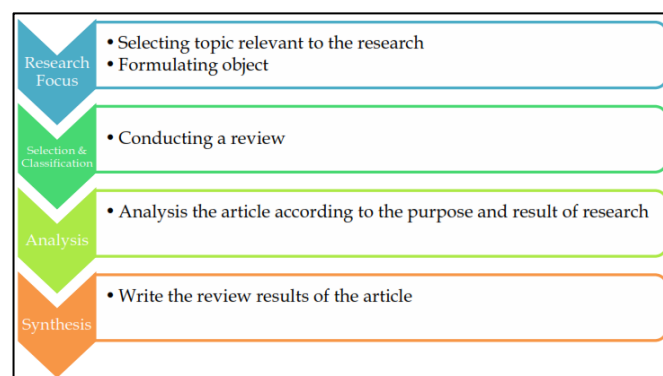 Research
Focus
• Selecting topic relevant to the research
• Formulating object
Selection &
Classification
• Conducting a review
Analysis
• Analysis the article according to the purpose and result of research
Synthesis
• Write the review results of the article